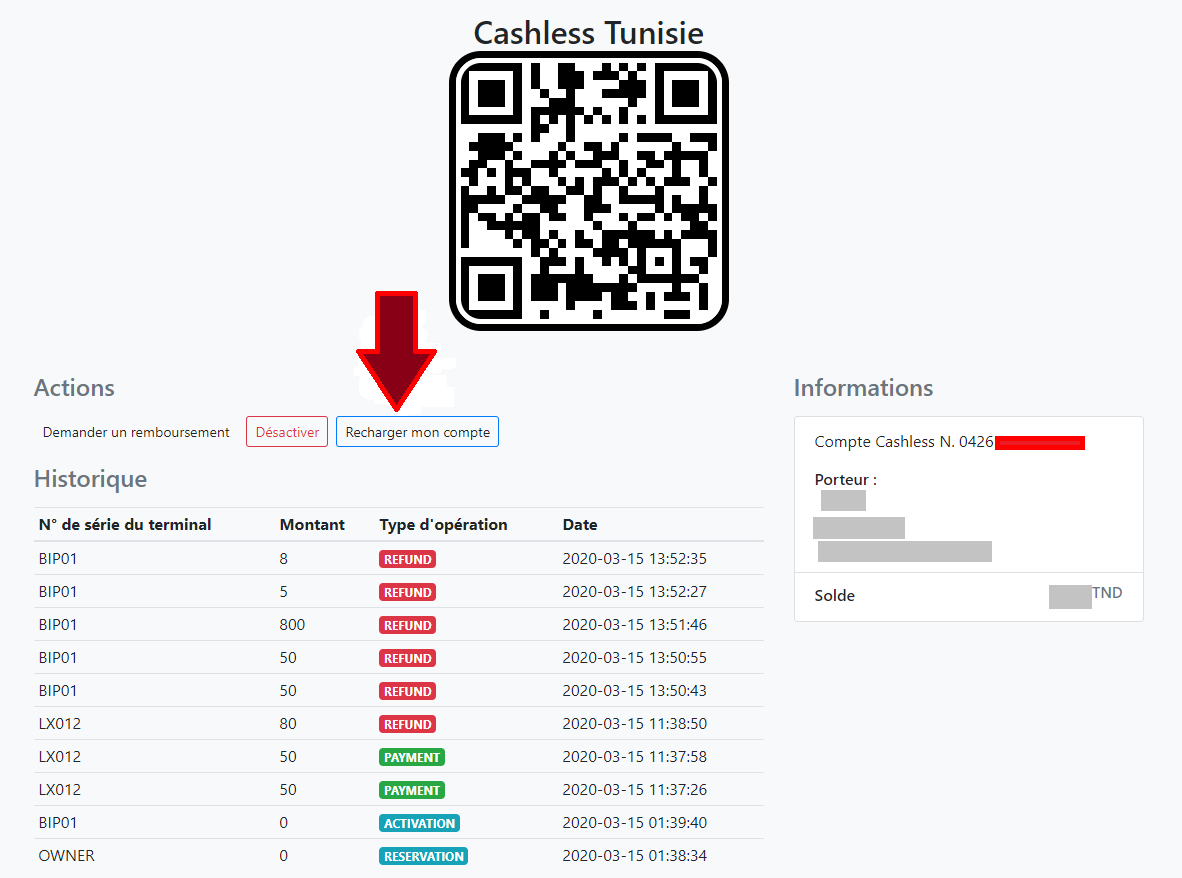 Cashless Tunisie
Actions
Demander un remboursement Désactiver Recharger mon compte
Historique
N° de série du terminal Montant Type d'opération Date
BIP01 8 REFUND 2020-03-15 13:52:35
BIP01 5 REFUND 2020-03-15 13:52:27
BIP01 800 REFUND 2020-03-15 13:51:46
BIP01 50 REFUND 2020-03-15 13:50:55
BIP01 50 REFUND 2020-03-15 13:50:43
LX012 80 REFUND 2020-03-15 11:38:50
LX012 50 PAYMENT 2020-03-15 11:37:58
LX012 50 PAYMENT 2020-03-15 11:37:26
BIP01 0 ACTIVATION 2020-03-15 01:39:40
OWNER 0 RESERVATION 2020-03-15 01:38:34
Informations
Compte Cashless N. 0426
Porteur :
Solde TND